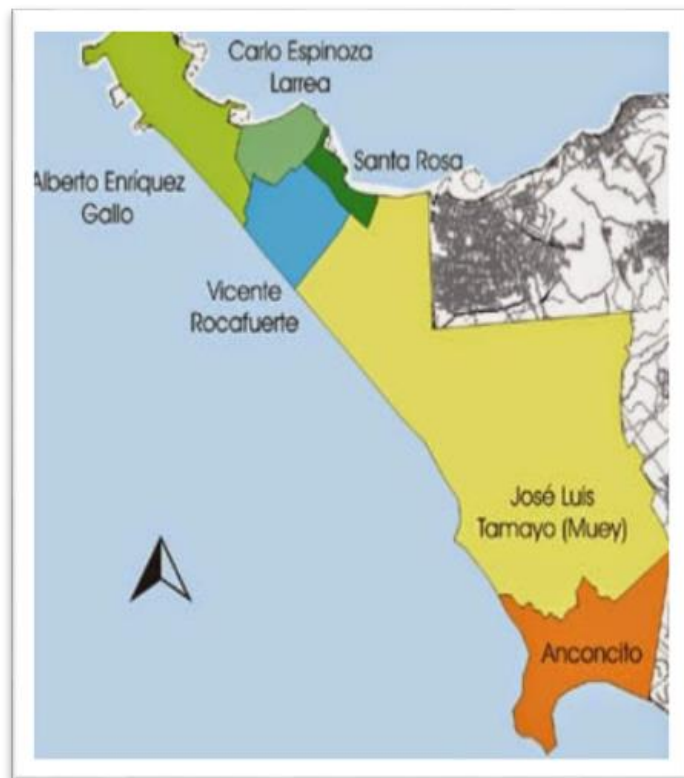 Carlo Espinoza
Larrea
Santa Rosa
Alberto Enríquez
Gallo
Vicente
Rocafuerte
José Luis
Tamayo (Muey)
Anconcito